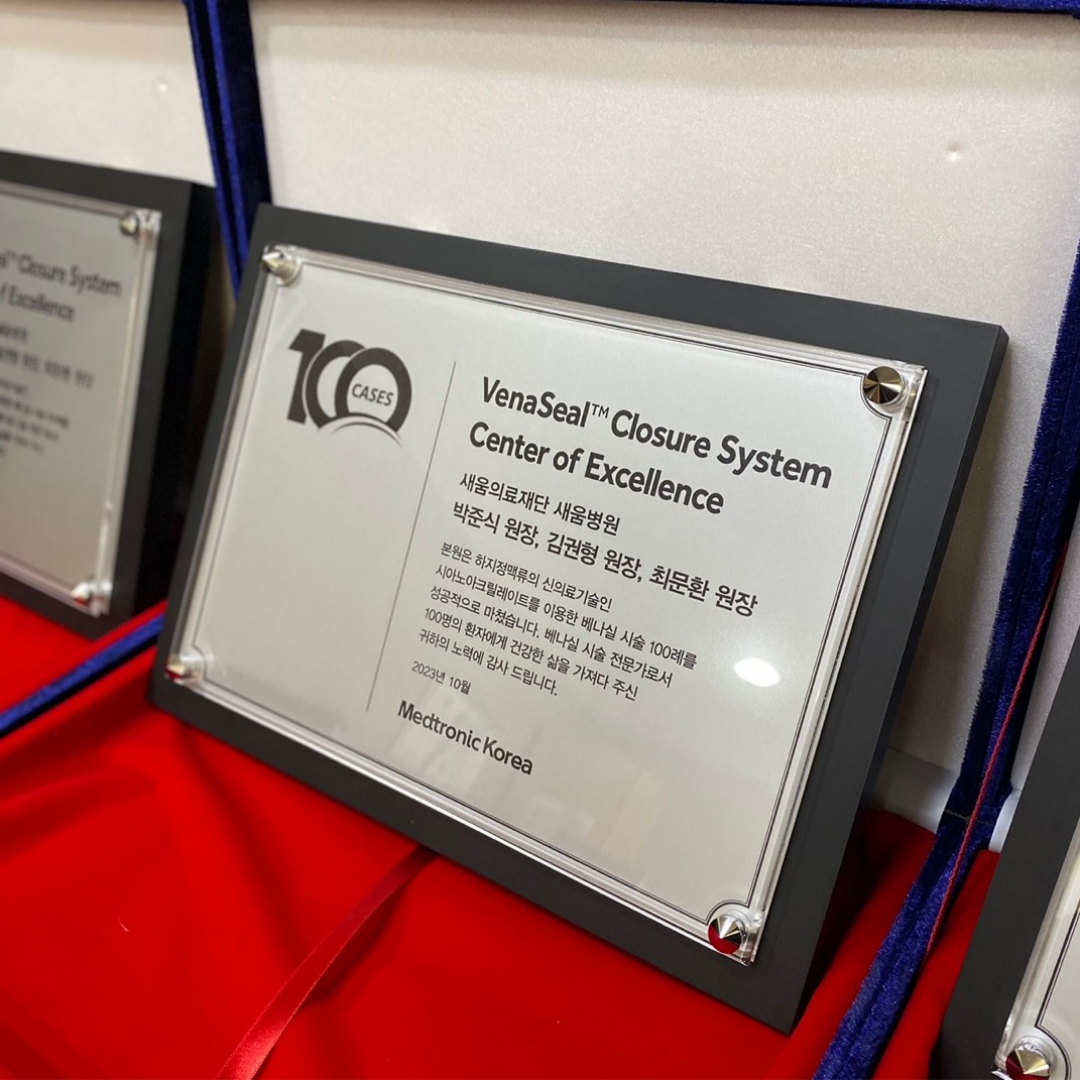 al™ Closure System
f Excellence
100
CASES
VenaSeal™ Closure System
Center of Excellence
새움의료재단 새움병원
박준식 원장, 김권형 원장, 최문환 원장
본원은 하지정맥류의 신의료기술인
시아노아크릴레이트를 이용한 베나실 시술 100례를
성공적으로 마쳤습니다. 베나실 시술 전문가로서
100명의 환자에게 건강한 삶을 가져다 주신
귀하의 노력에 감사 드립니다.
2023년 10월
Medtronic Korea